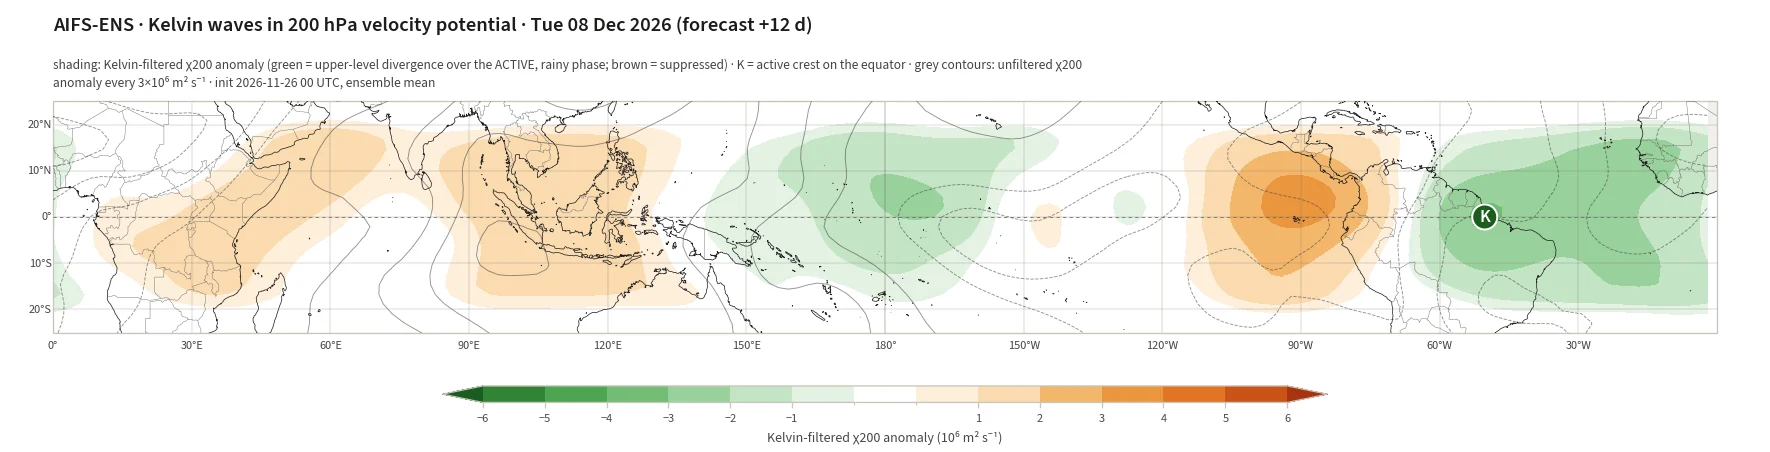 AIFS-ENS · Kelvin waves in 200 hPa velocity potential · Tue 08 Dec 2026 (forecast +12 d)
shading: Kelvin-filtered χ200 anomaly (green = upper-level divergence over the ACTIVE, rainy phase; brown = suppressed) · K = active crest on the equator · grey contours: unfiltered χ200
anomaly every 3×10⁶ m² s⁻¹ · init 2026-11-26 00 UTC, ensemble mean
20°N
10°N
0°
10°S
20°S
K
0° 30°E 60°E 90°E 120°E 150°E 180° 150°W 120°W 90°W 60°W 30°W
−6 −5 −4 −3 −2 −1 1 2 3 4 5 6
Kelvin-filtered χ200 anomaly (10⁶ m² s⁻¹)